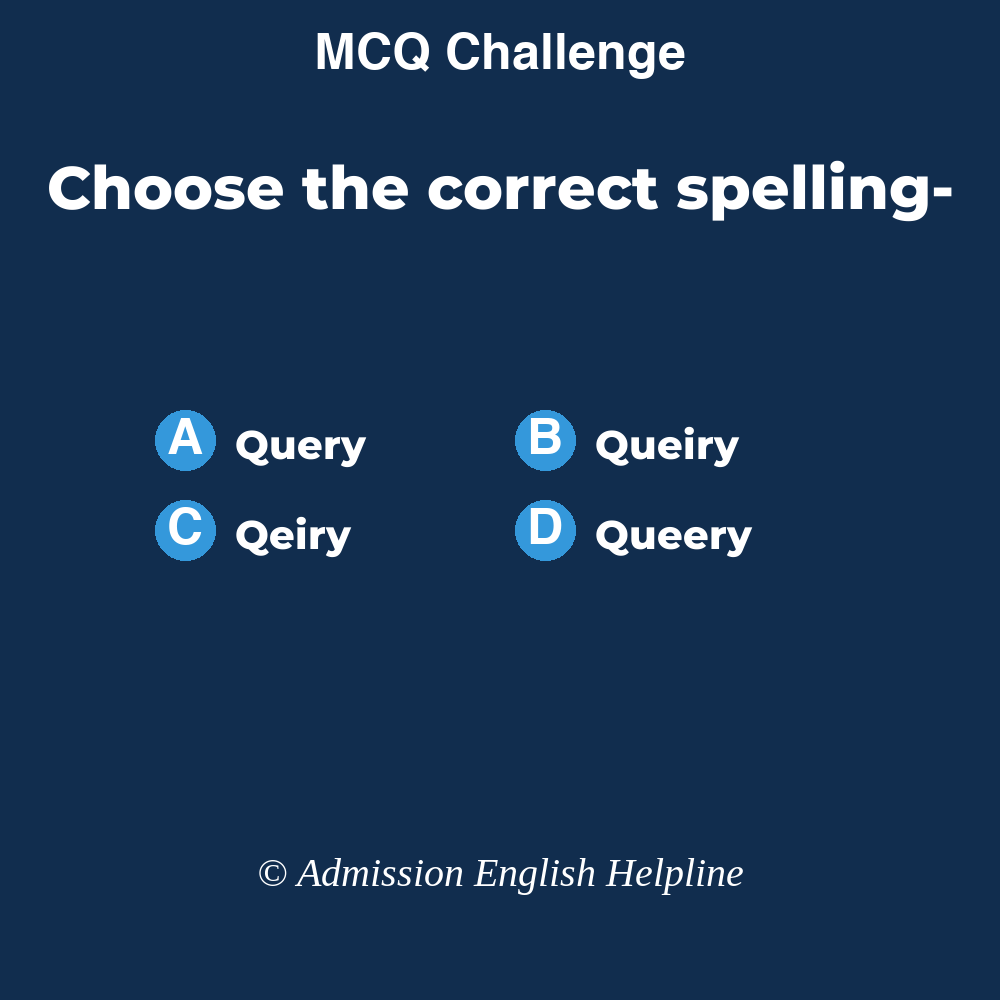 MCQ Challenge
Choose the correct spelling-
A Query B Queiry
C Qeiry D Queery
© Admission English Helpline